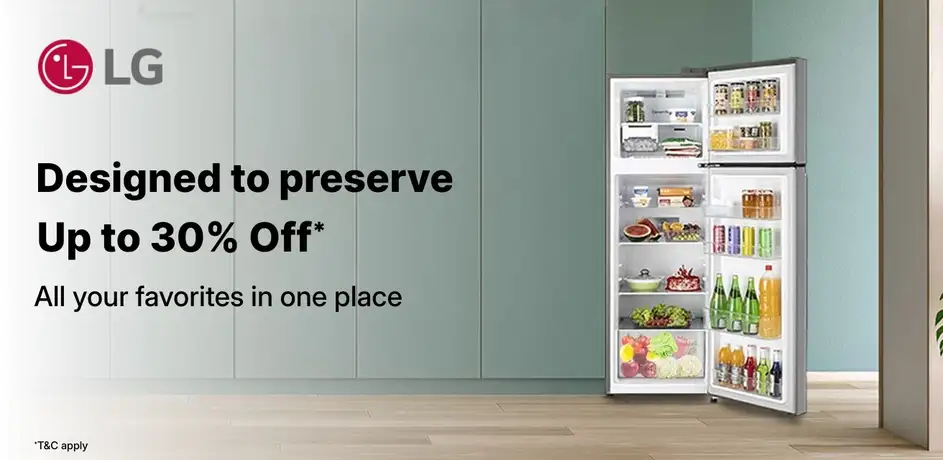 LG
Designed to preserve
Up to 30% Off*
All your favorites in one place
*T&C apply